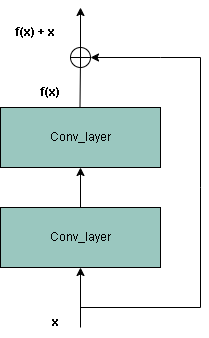 f(x) + x
f(x)
Conv_layer
Conv_layer
x